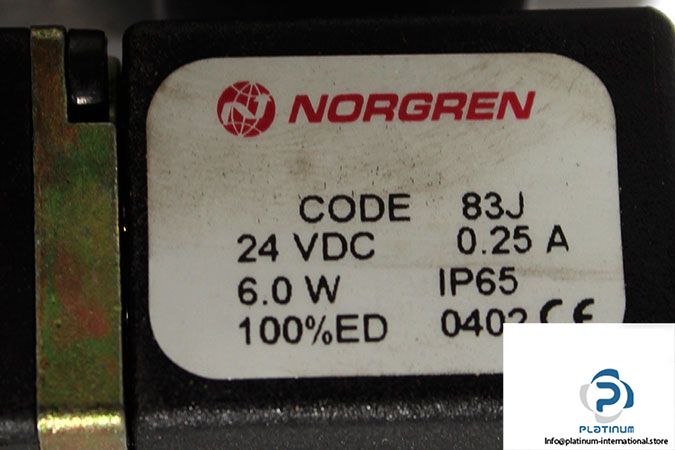 NORGREN
CODE 83J
24 VDC 0.25 A
6.0 W IP65
100%ED 0402 CE
PLATINUM
Info@platinum-international.store